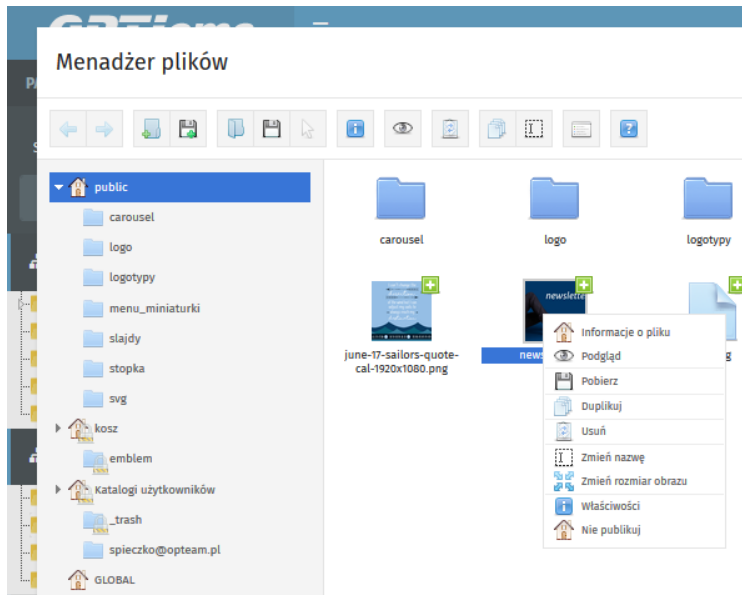 Menadżer plików
public
carousel
logo
logotypy
menu_miniaturki
slajdy
stopka
svg
kosz
emblem
Katalogi użytkowników
_trash
spieczko@opteam.pl
GLOBAL
carousel
logo
logotypy
newsletter
june-17-sailors-quote-
cal-1920x1080.png
news
Informacje o pliku
Podgląd
Pobierz
Duplikuj
Usuń
Zmień nazwę
Zmień rozmiar obrazu
Właściwości
Nie publikuj